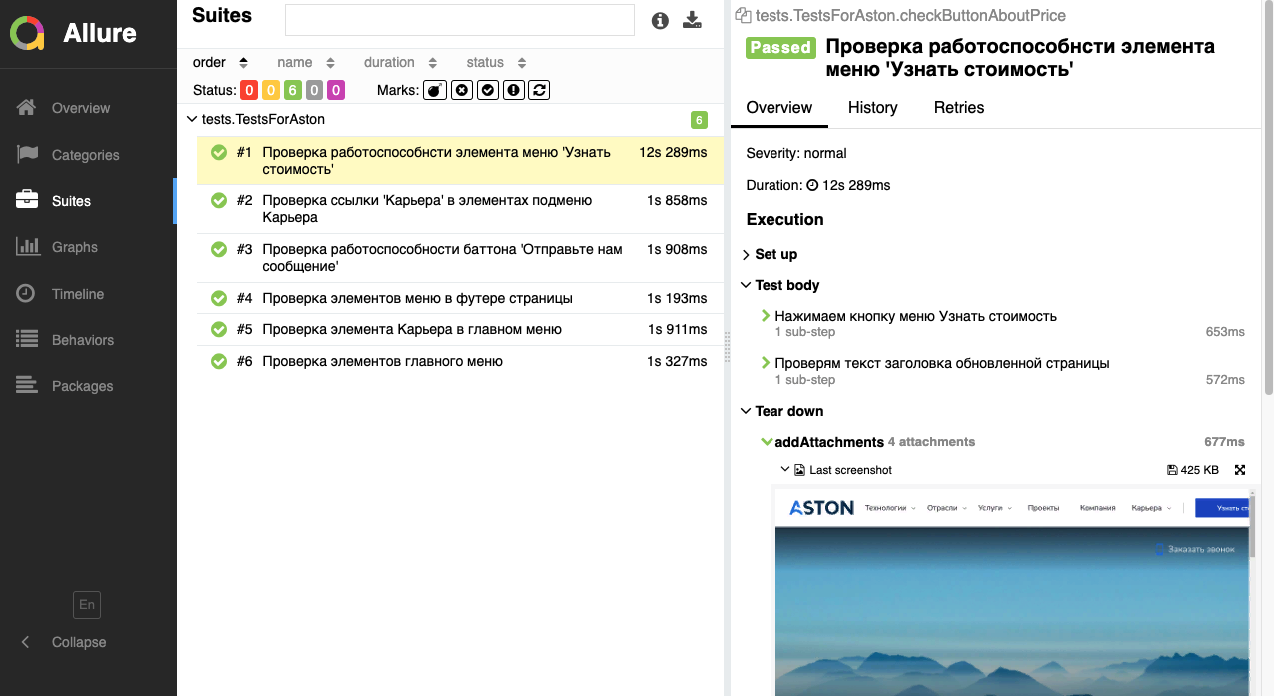 Allure
Overview
Categories
Suites
Graphs
Timeline
Behaviors
Packages
En
Collapse
Suites
order name duration status
Status: 0 0 6 0 0 Marks:
tests.TestsForAston 6
#1 Проверка работоспособнсти элемента меню 'Узнать 12s 289ms
стоимость'
#2 Проверка ссылки 'Карьера' в элементах подменю 1s 858ms
Карьера
#3 Проверка работоспособности баттона 'Отправьте нам 1s 908ms
сообщение'
#4 Проверка элементов меню в футере страницы 1s 193ms
#5 Проверка элемента Карьера в главном меню 1s 911ms
#6 Проверка элементов главного меню 1s 327ms
tests.TestsForAston.checkButtonAboutPrice
Passed Проверка работоспособнсти элемента
меню 'Узнать стоимость'
Overview History Retries
Severity: normal
Duration: 12s 289ms
Execution
Set up
Test body
Нажимаем кнопку меню Узнать стоимость
1 sub-step 653ms
Проверям текст заголовка обновленной страницы
1 sub-step 572ms
Tear down
addAttachments 4 attachments 677ms
Last screenshot 425 KB
ASTON Технологии Отрасли Услуги Проекты Компания Карьера Узнать ст
Заказать звонок